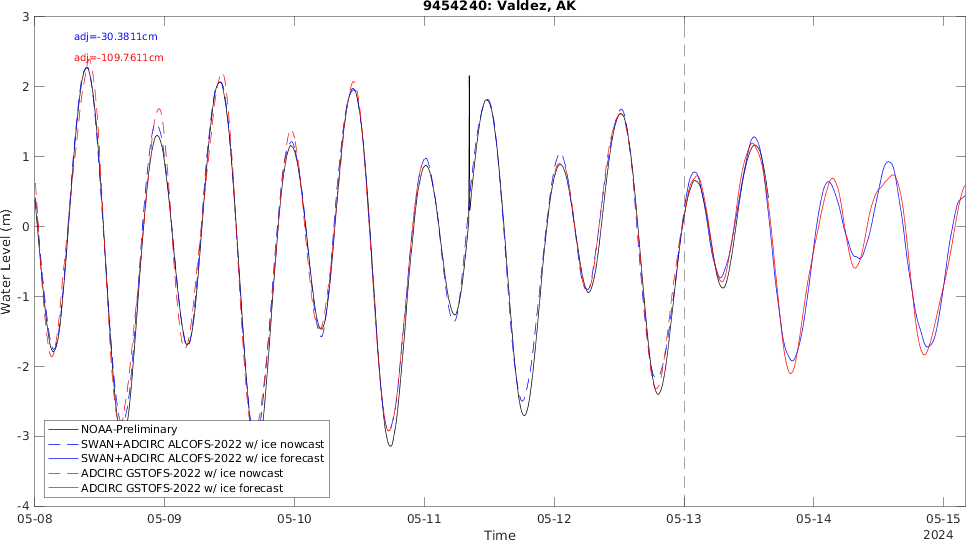 9454240: Valdez, AK
adj=-30.3811cm
adj=-109.7611cm
Water Level (m)
3
2
1
0
-1
-2
-3
-4
NOAA-Preliminary
SWAN+ADCIRC ALCOFS-2022 w/ ice nowcast
SWAN+ADCIRC ALCOFS-2022 w/ ice forecast
ADCIRC GSTOFS-2022 w/ ice nowcast
ADCIRC GSTOFS-2022 w/ ice forecast
05-08 05-09 05-10 05-11 05-12 05-13 05-14 05-15
Time
2024